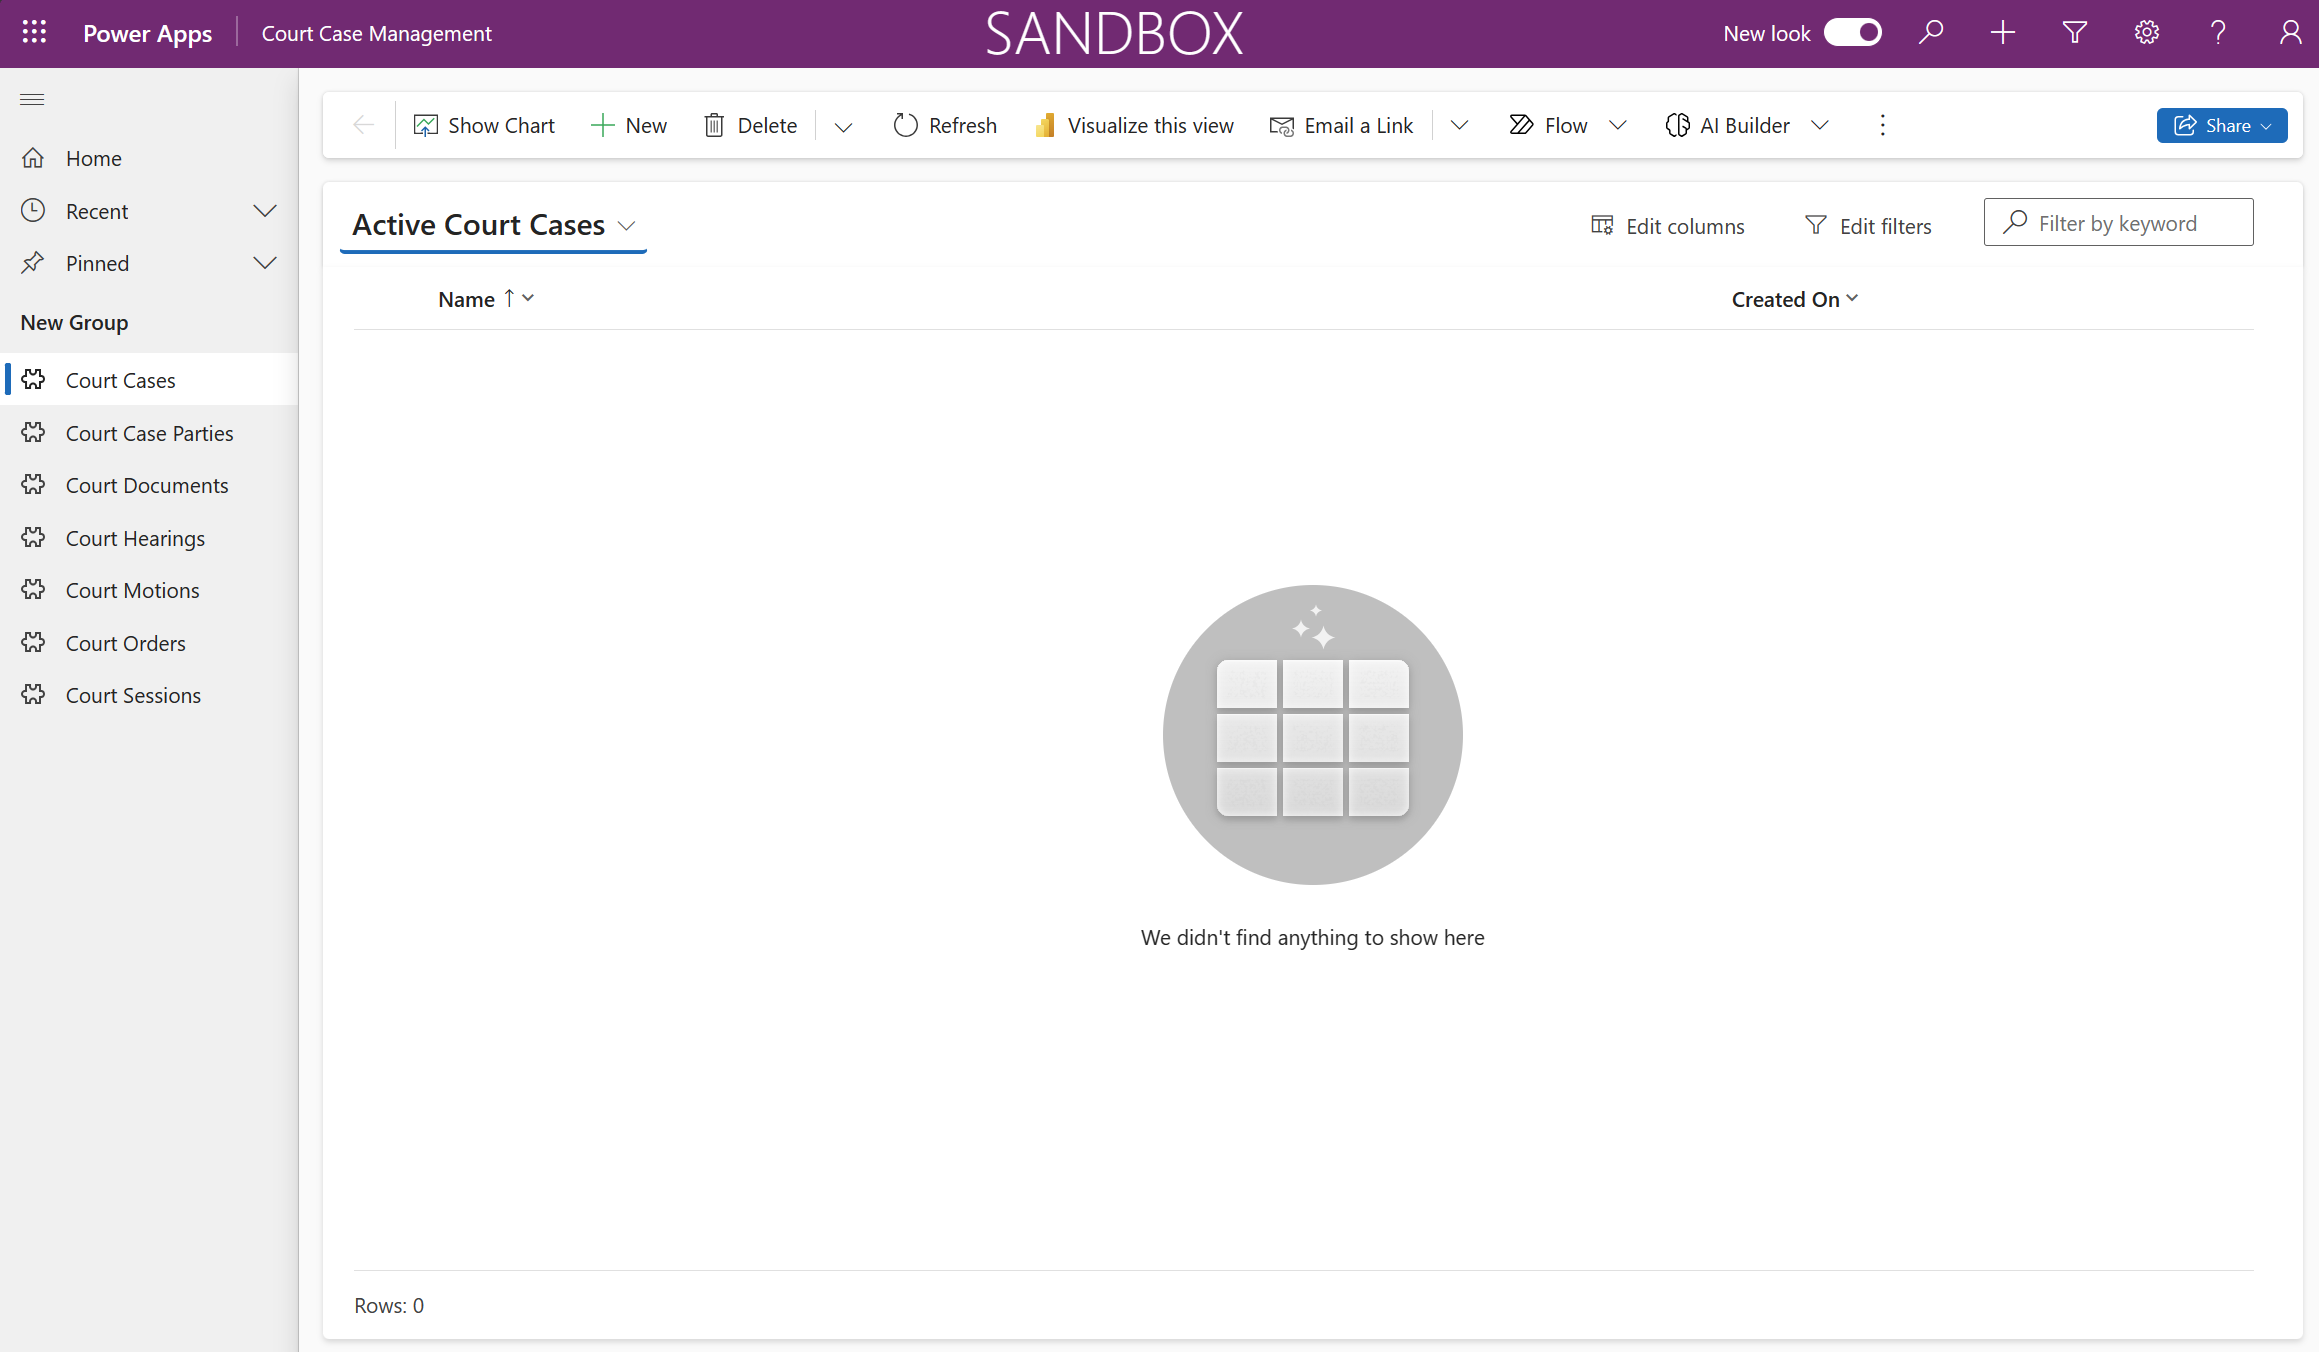 Power Apps
Court Case Management
SANDBOX
New look
Home
Recent
Pinned
New Group
Court Cases
Court Case Parties
Court Documents
Court Hearings
Court Motions
Court Orders
Court Sessions
Show Chart
New
Delete
Refresh
Visualize this view
Email a Link
Flow
AI Builder
Share
Active Court Cases
Edit columns
Edit filters
Filter by keyword
Name
Created On
We didn't find anything to show here
Rows: 0